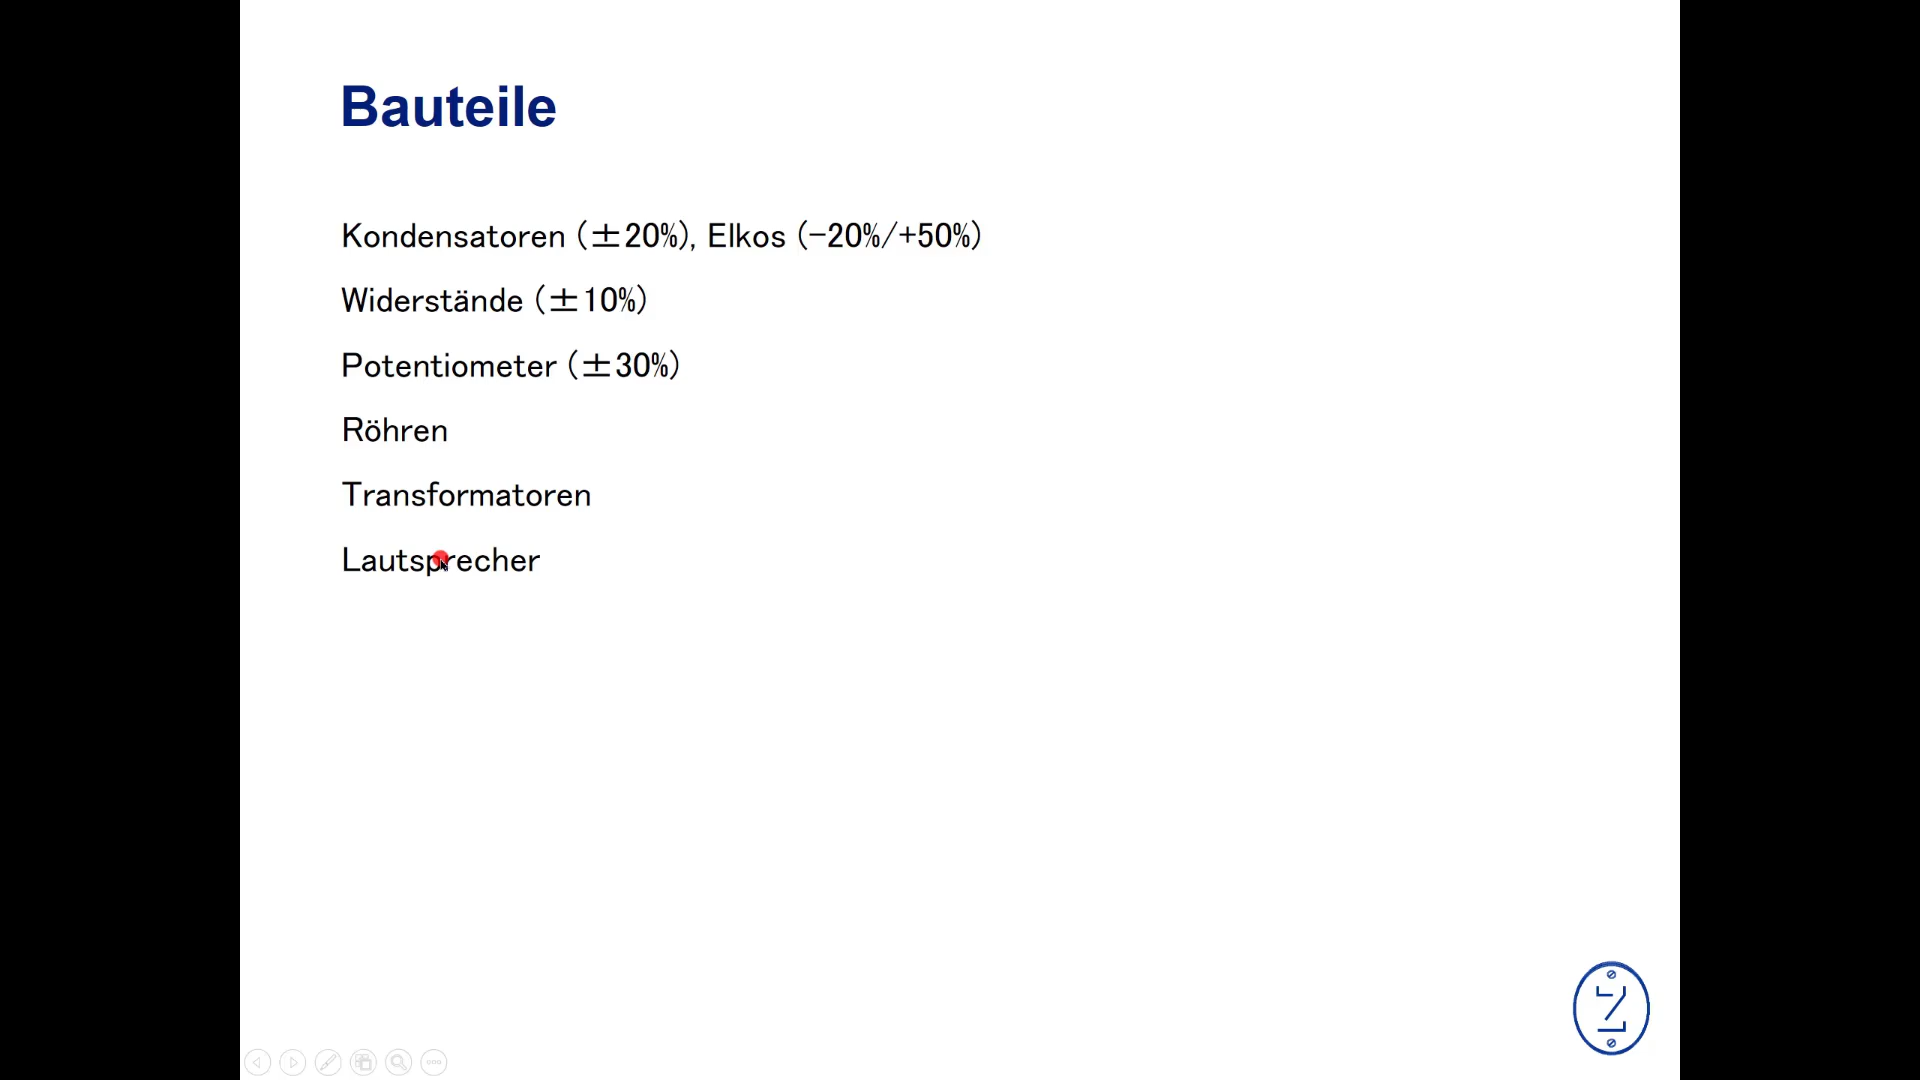 Bauteile
Kondensatoren (±20%), Elkos (-20%/+50%)
Widerstände (±10%)
Potentiometer (±30%)
Röhren
Transformatoren
Lautsprecher
Z